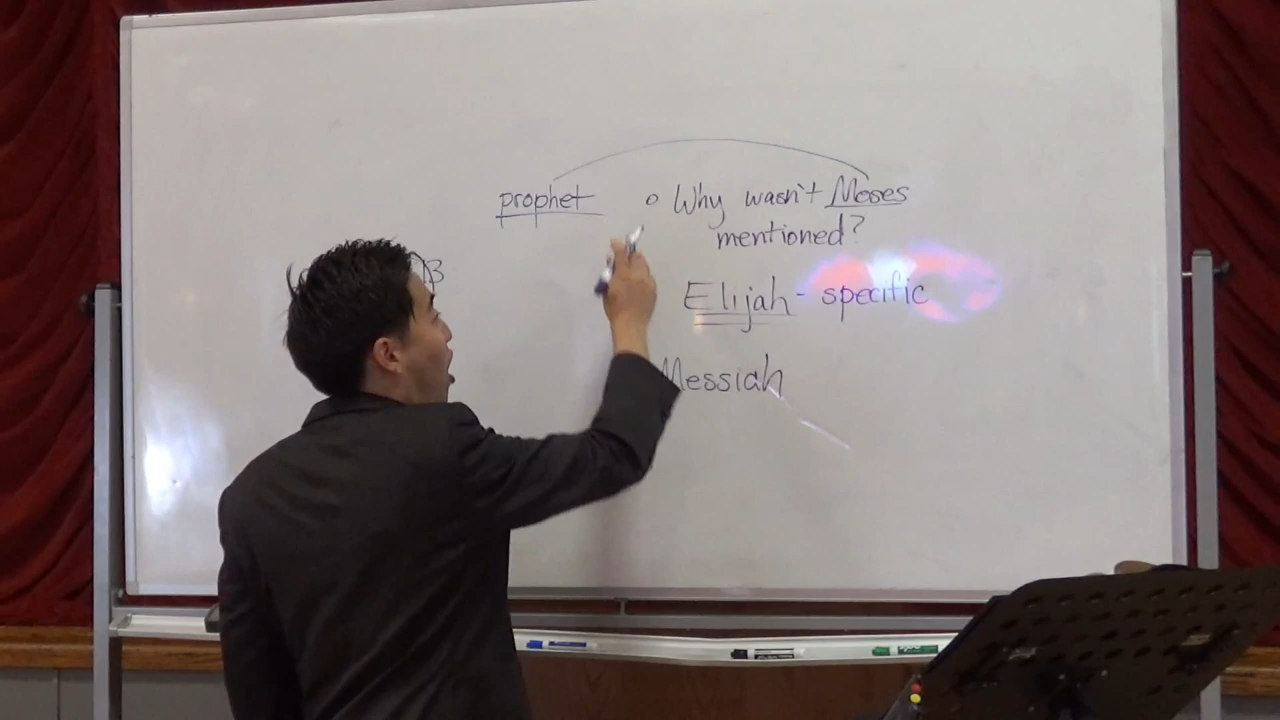 prophet
Why wasn't Moses
mentioned?
Elijah - specific
Messiah